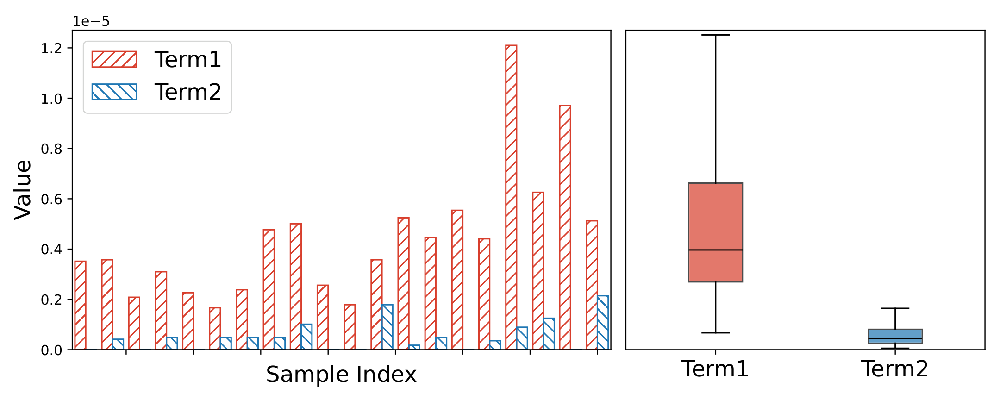 1e−5
1.2
1.0
0.8
0.6
0.4
0.2
0.0
Value
Term1
Term2
Sample Index
Term1
Term2